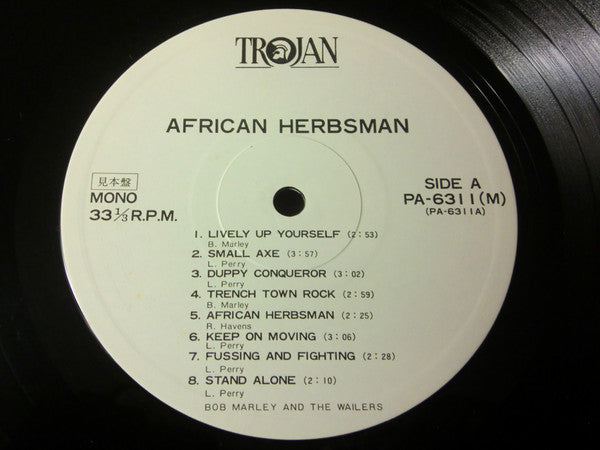 TROJAN
AFRICAN HERBSMAN
見本盤
MONO
33 1/3 R.P.M.
SIDE A
PA-6311(M)
(PA-6311A)
1. LIVELY UP YOURSELF (2:53)
B. Marley
2. SMALL AXE (3:57)
L. Perry
3. DUPPY CONQUEROR (3:02)
L. Perry
4. TRENCH TOWN ROCK (2:59)
B. Marley
5. AFRICAN HERBSMAN (2:25)
R. Havens
6. KEEP ON MOVING (3:06)
L. Perry
7. FUSSING AND FIGHTING (2:28)
L. Perry
8. STAND ALONE (2:10)
L. Perry
BOB MARLEY AND THE WAILERS